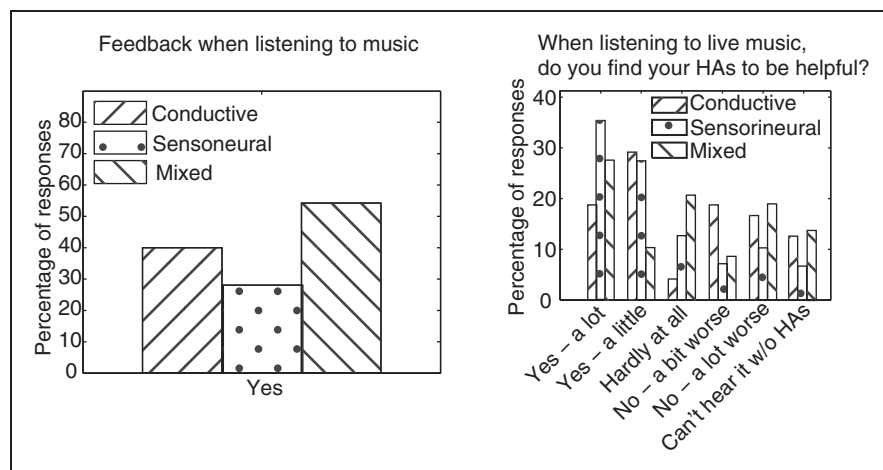 Feedback when listening to music
Percentage of responses
80
70
60
50
40
30
20
10
0
Conductive
Sensoneural
Mixed
Yes
When listening to live music,
do you find your HAs to be helpful?
Percentage of responses
40
30
20
10
0
Conductive
Sensorineural
Mixed
Yes – a lot
Yes – a little
Hardly at all
No – a bit worse
No – a lot worse
Can't hear it w/o HAs